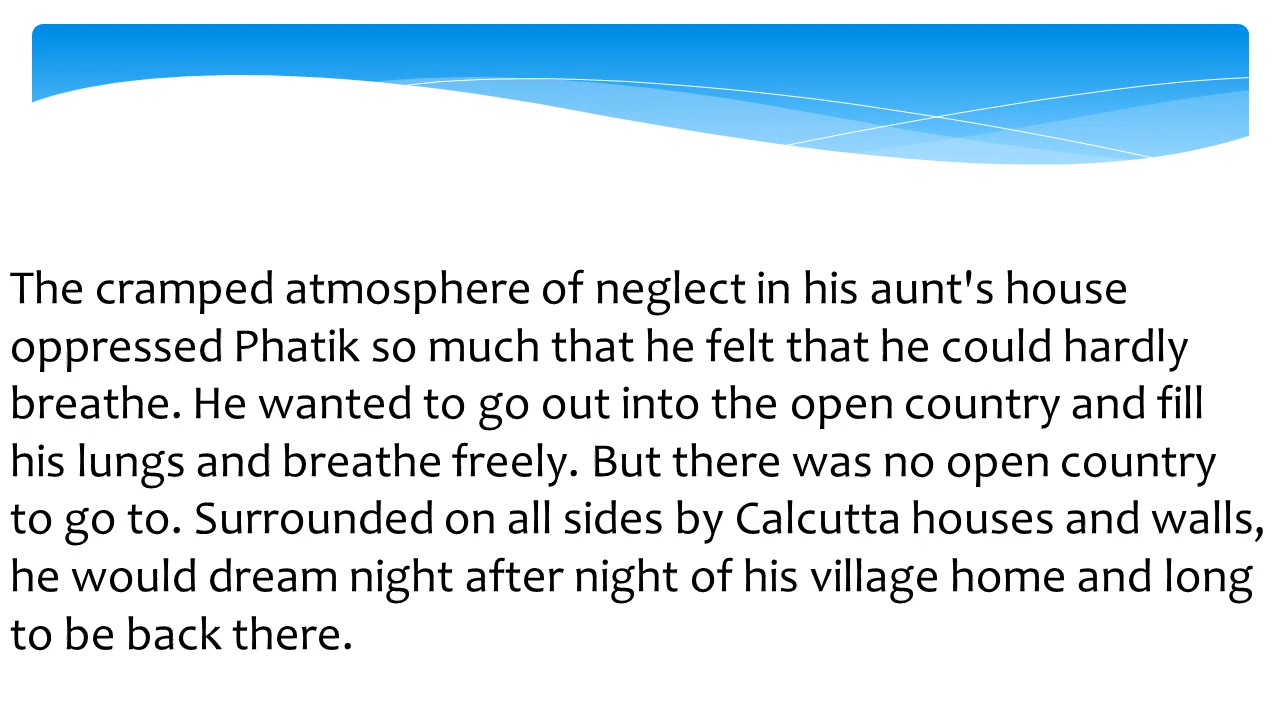 The cramped atmosphere of neglect in his aunt's house
oppressed Phatik so much that he felt that he could hardly
breathe. He wanted to go out into the open country and fill
his lungs and breathe freely. But there was no open country
to go to. Surrounded on all sides by Calcutta houses and walls,
he would dream night after night of his village home and long
to be back there.